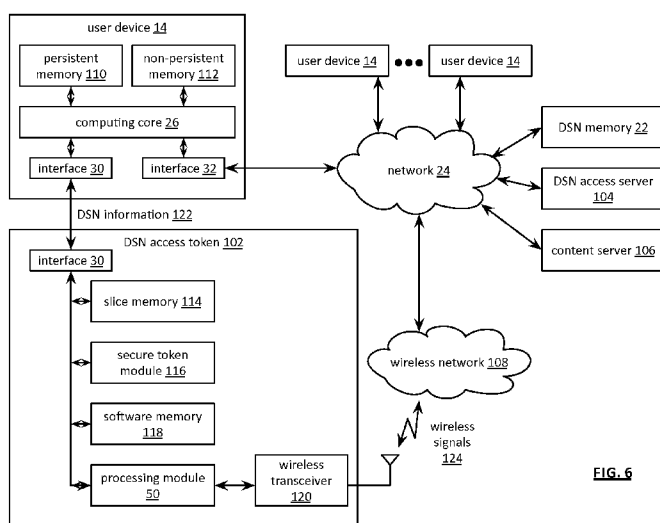 user device 14
persistent
memory 110
non-persistent
memory 112
computing core 26
interface 30
interface 32
user device 14
user device 14
network 24
DSN memory 22
DSN access server
104
content server
106
DSN information 122
DSN access token 102
interface 30
slice memory 114
secure token
module 116
software memory
118
processing module
50
wireless
transceiver
120
wireless network 108
wireless
signals
124
FIG. 6